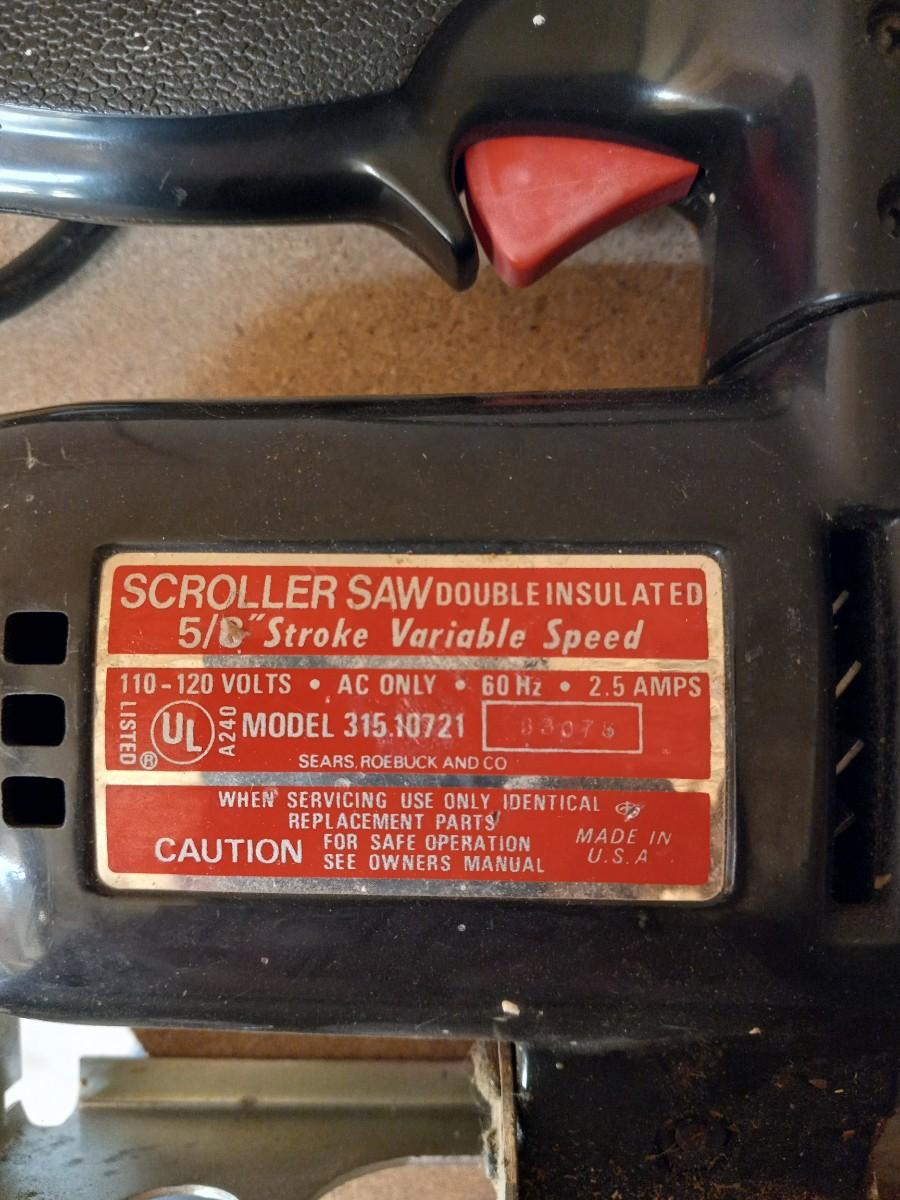 SCROLLER SAW DOUBLE INSULATED
5/8" Stroke Variable Speed
110-120 VOLTS • AC ONLY • 60 Hz • 2.5 AMPS
LISTED UL ® A240 MODEL 315.10721
SEARS, ROEBUCK AND CO
WHEN SERVICING USE ONLY IDENTICAL
REPLACEMENT PARTS
CAUTION FOR SAFE OPERATION
SEE OWNERS MANUAL
MADE IN
U.S.A